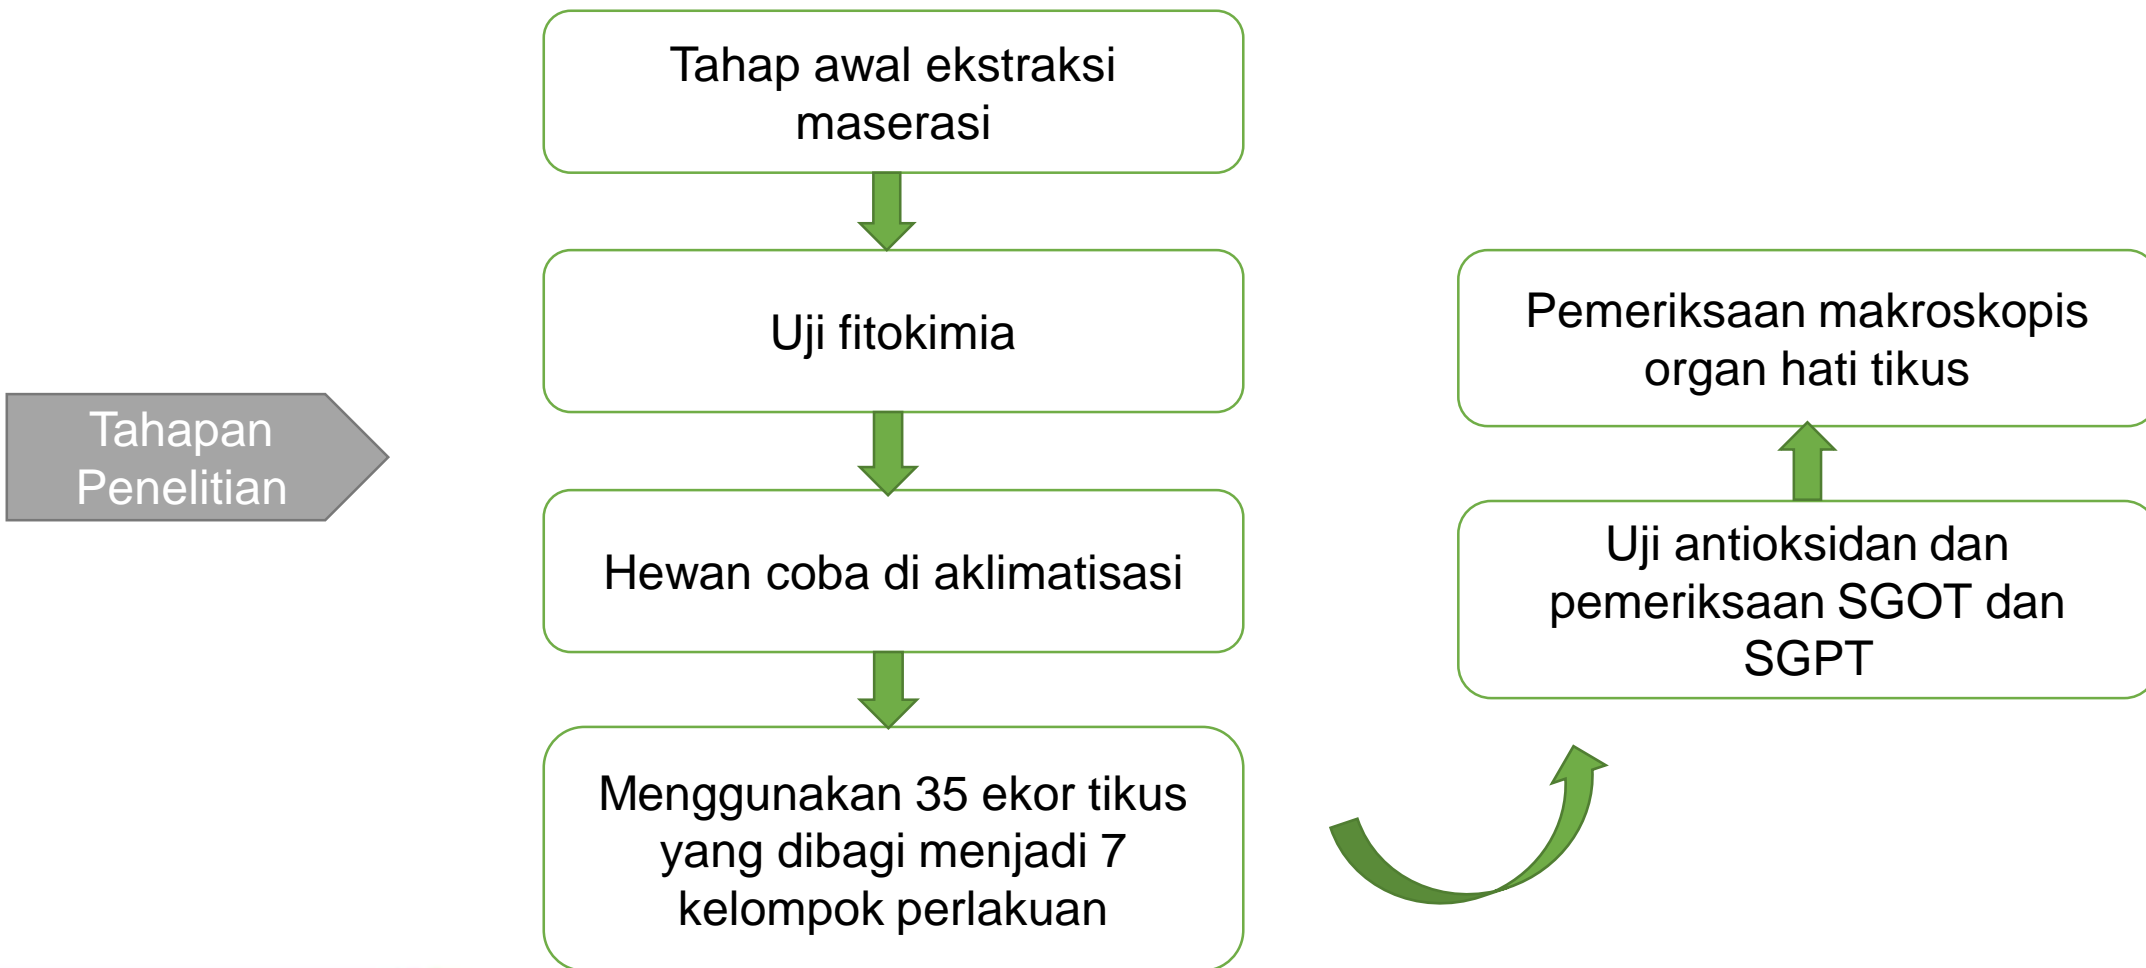 Tahapan
Penelitian
Tahap awal ekstraksi
maserasi
Uji fitokimia
Hewan coba di aklimatisasi
Menggunakan 35 ekor tikus
yang dibagi menjadi 7
kelompok perlakuan
Uji antioksidan dan
pemeriksaan SGOT dan
SGPT
Pemeriksaan makroskopis
organ hati tikus